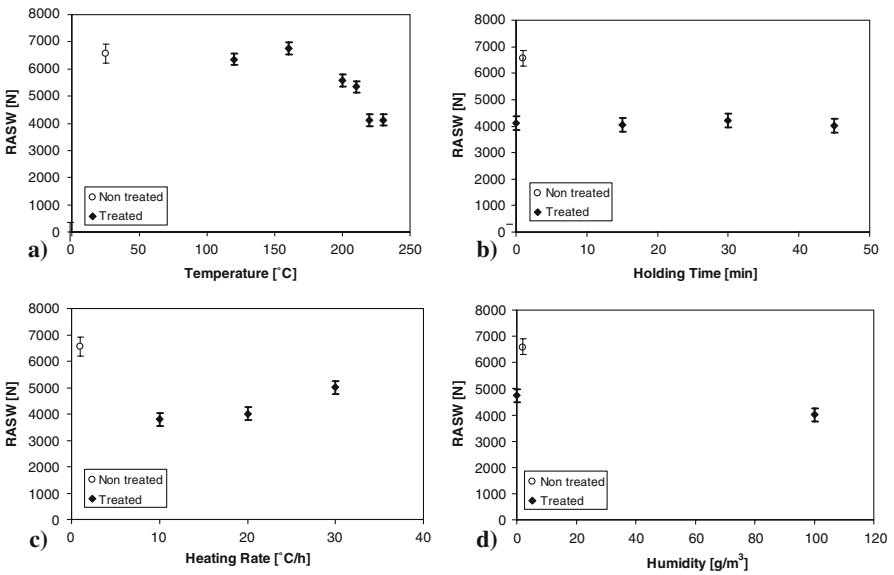 8000
7000
6000
5000
4000
3000
2000
1000
0
RASW [N]
Non treated
Treated
0 50 100 150 200 250
a)
Temperature [˚C]
8000
7000
6000
5000
4000
3000
2000
1000
0
RASW [N]
Non treated
Treated
0 10 20 30 40 50
b)
Holding Time [min]
8000
7000
6000
5000
4000
3000
2000
1000
0
RASW [N]
Non treated
Treated
0 10 20 30 40
c)
Heating Rate [˚C/h]
8000
7000
6000
5000
4000
3000
2000
1000
0
RASW [N]
Non treated
Treated
0 20 40 60 80 100 120
d)
Humidity [g/m³]